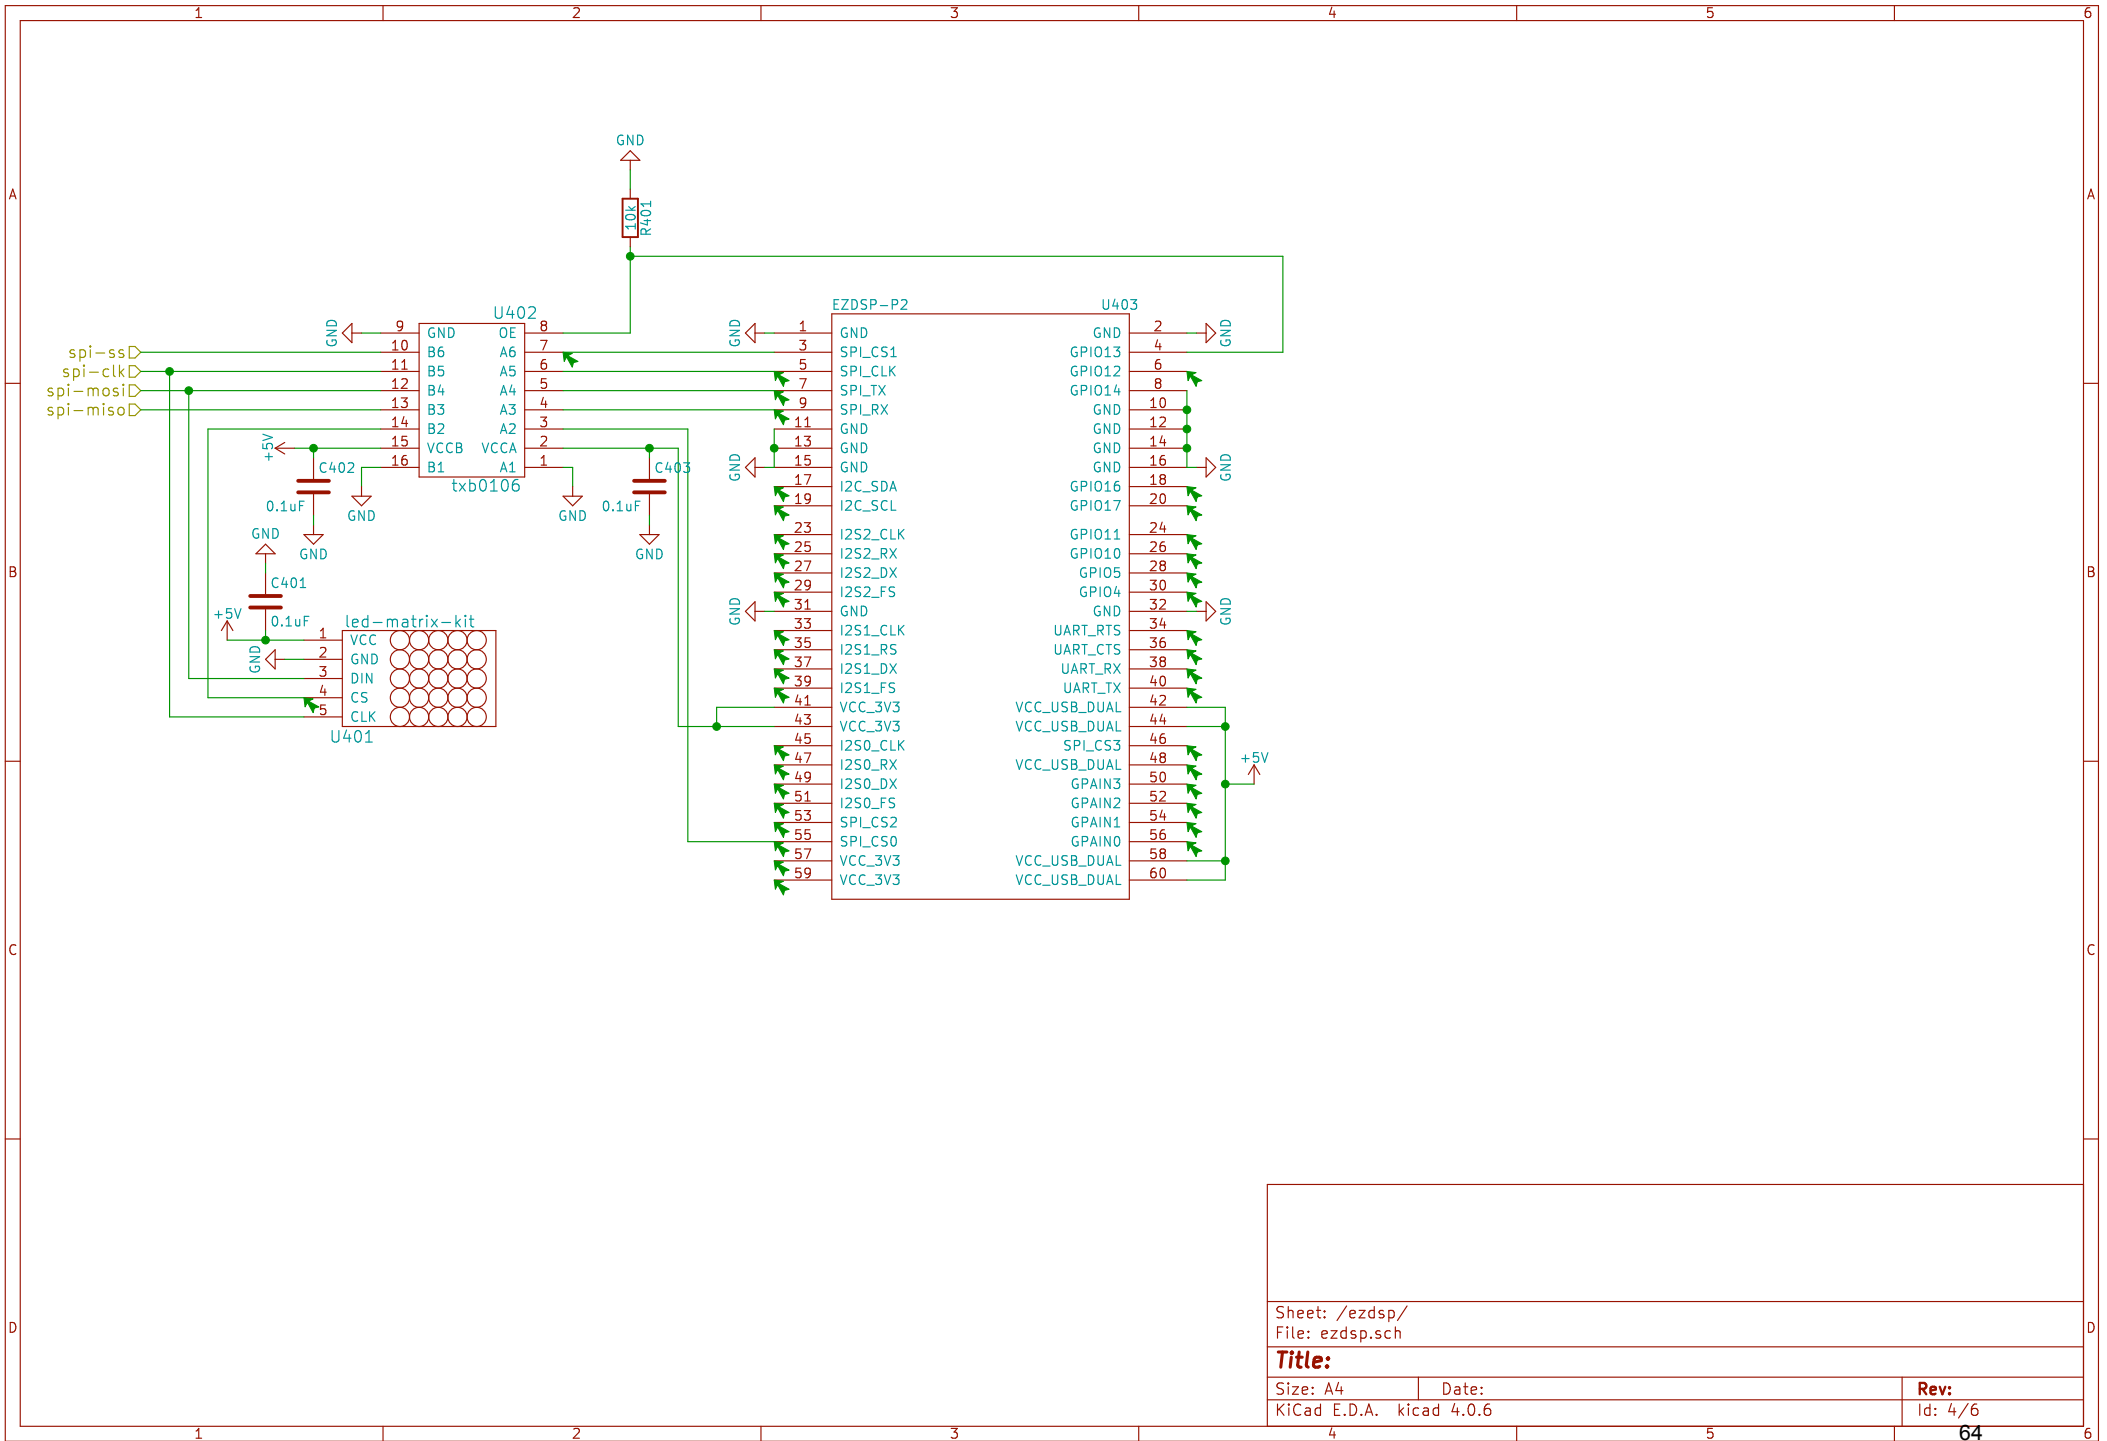 1 2 3 4 5 6
A A
B B
C C
D D
GND
10k
R401
U402
GND 9 GND OE 8
spi-ss 10 B6 A6 7
spi-clk 11 B5 A5 6
spi-mosi 12 B4 A4 5
spi-miso 13 B3 A3 4
14 B2 A2 3
+5V 15 VCCB VCCA 2
16 B1 A1 1
txb0106
C402
0.1uF
GND
GND
GND
C403
0.1uF
GND
GND
C401
0.1uF
+5V
led-matrix-kit
1 VCC
GND 2 GND
3 DIN
4 CS
5 CLK
U401
EZDSP-P2 U403
GND 1 GND GND 2 GND
3 SPI_CS1 GPIO13 4
5 SPI_CLK GPIO12 6
7 SPI_TX GPIO14 8
9 SPI_RX GND 10
11 GND GND 12
13 GND GND 14
GND 15 GND GND 16 GND
17 I2C_SDA GPIO16 18
19 I2C_SCL GPIO17 20
23 I2S2_CLK GPIO11 24
25 I2S2_RX GPIO10 26
27 I2S2_DX GPIO5 28
29 I2S2_FS GPIO4 30
GND 31 GND GND 32 GND
33 I2S1_CLK UART_RTS 34
35 I2S1_RS UART_CTS 36
37 I2S1_DX UART_RX 38
39 I2S1_FS UART_TX 40
41 VCC_3V3 VCC_USB_DUAL 42
43 VCC_3V3 VCC_USB_DUAL 44
45 I2S0_CLK SPI_CS3 46
47 I2S0_RX VCC_USB_DUAL 48 +5V
49 I2S0_DX GPAIN3 50
51 I2S0_FS GPAIN2 52
53 SPI_CS2 GPAIN1 54
55 SPI_CS0 GPAIN0 56
57 VCC_3V3 VCC_USB_DUAL 58
59 VCC_3V3 VCC_USB_DUAL 60
Sheet: /ezdsp/
File: ezdsp.sch
Title:
Size: A4 Date: Rev:
KiCad E.D.A. kicad 4.0.6 Id: 4/6
1 2 3 4 5 6
64